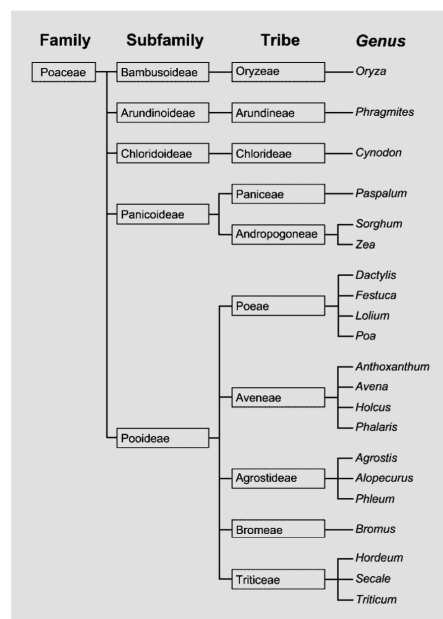 Family Subfamily Tribe Genus
Poaceae Bambusoideae Oryzeae Oryza
Arundinoideae Arundineae Phragmites
Chloridoideae Chlorideae Cynodon
Paniceae Paspalum
Panicoideae
Sorghum
Andropogoneae
Zea
Dactylis
Festuca
Poeae
Lolium
Poa
Anthoxanthum
Avena
Aveneae
Holcus
Phalaris
Pooideae
Agrostis
Agrostideae Alopecurus
Phleum
Bromeae Bromus
Hordeum
Triticeae Secale
Triticum